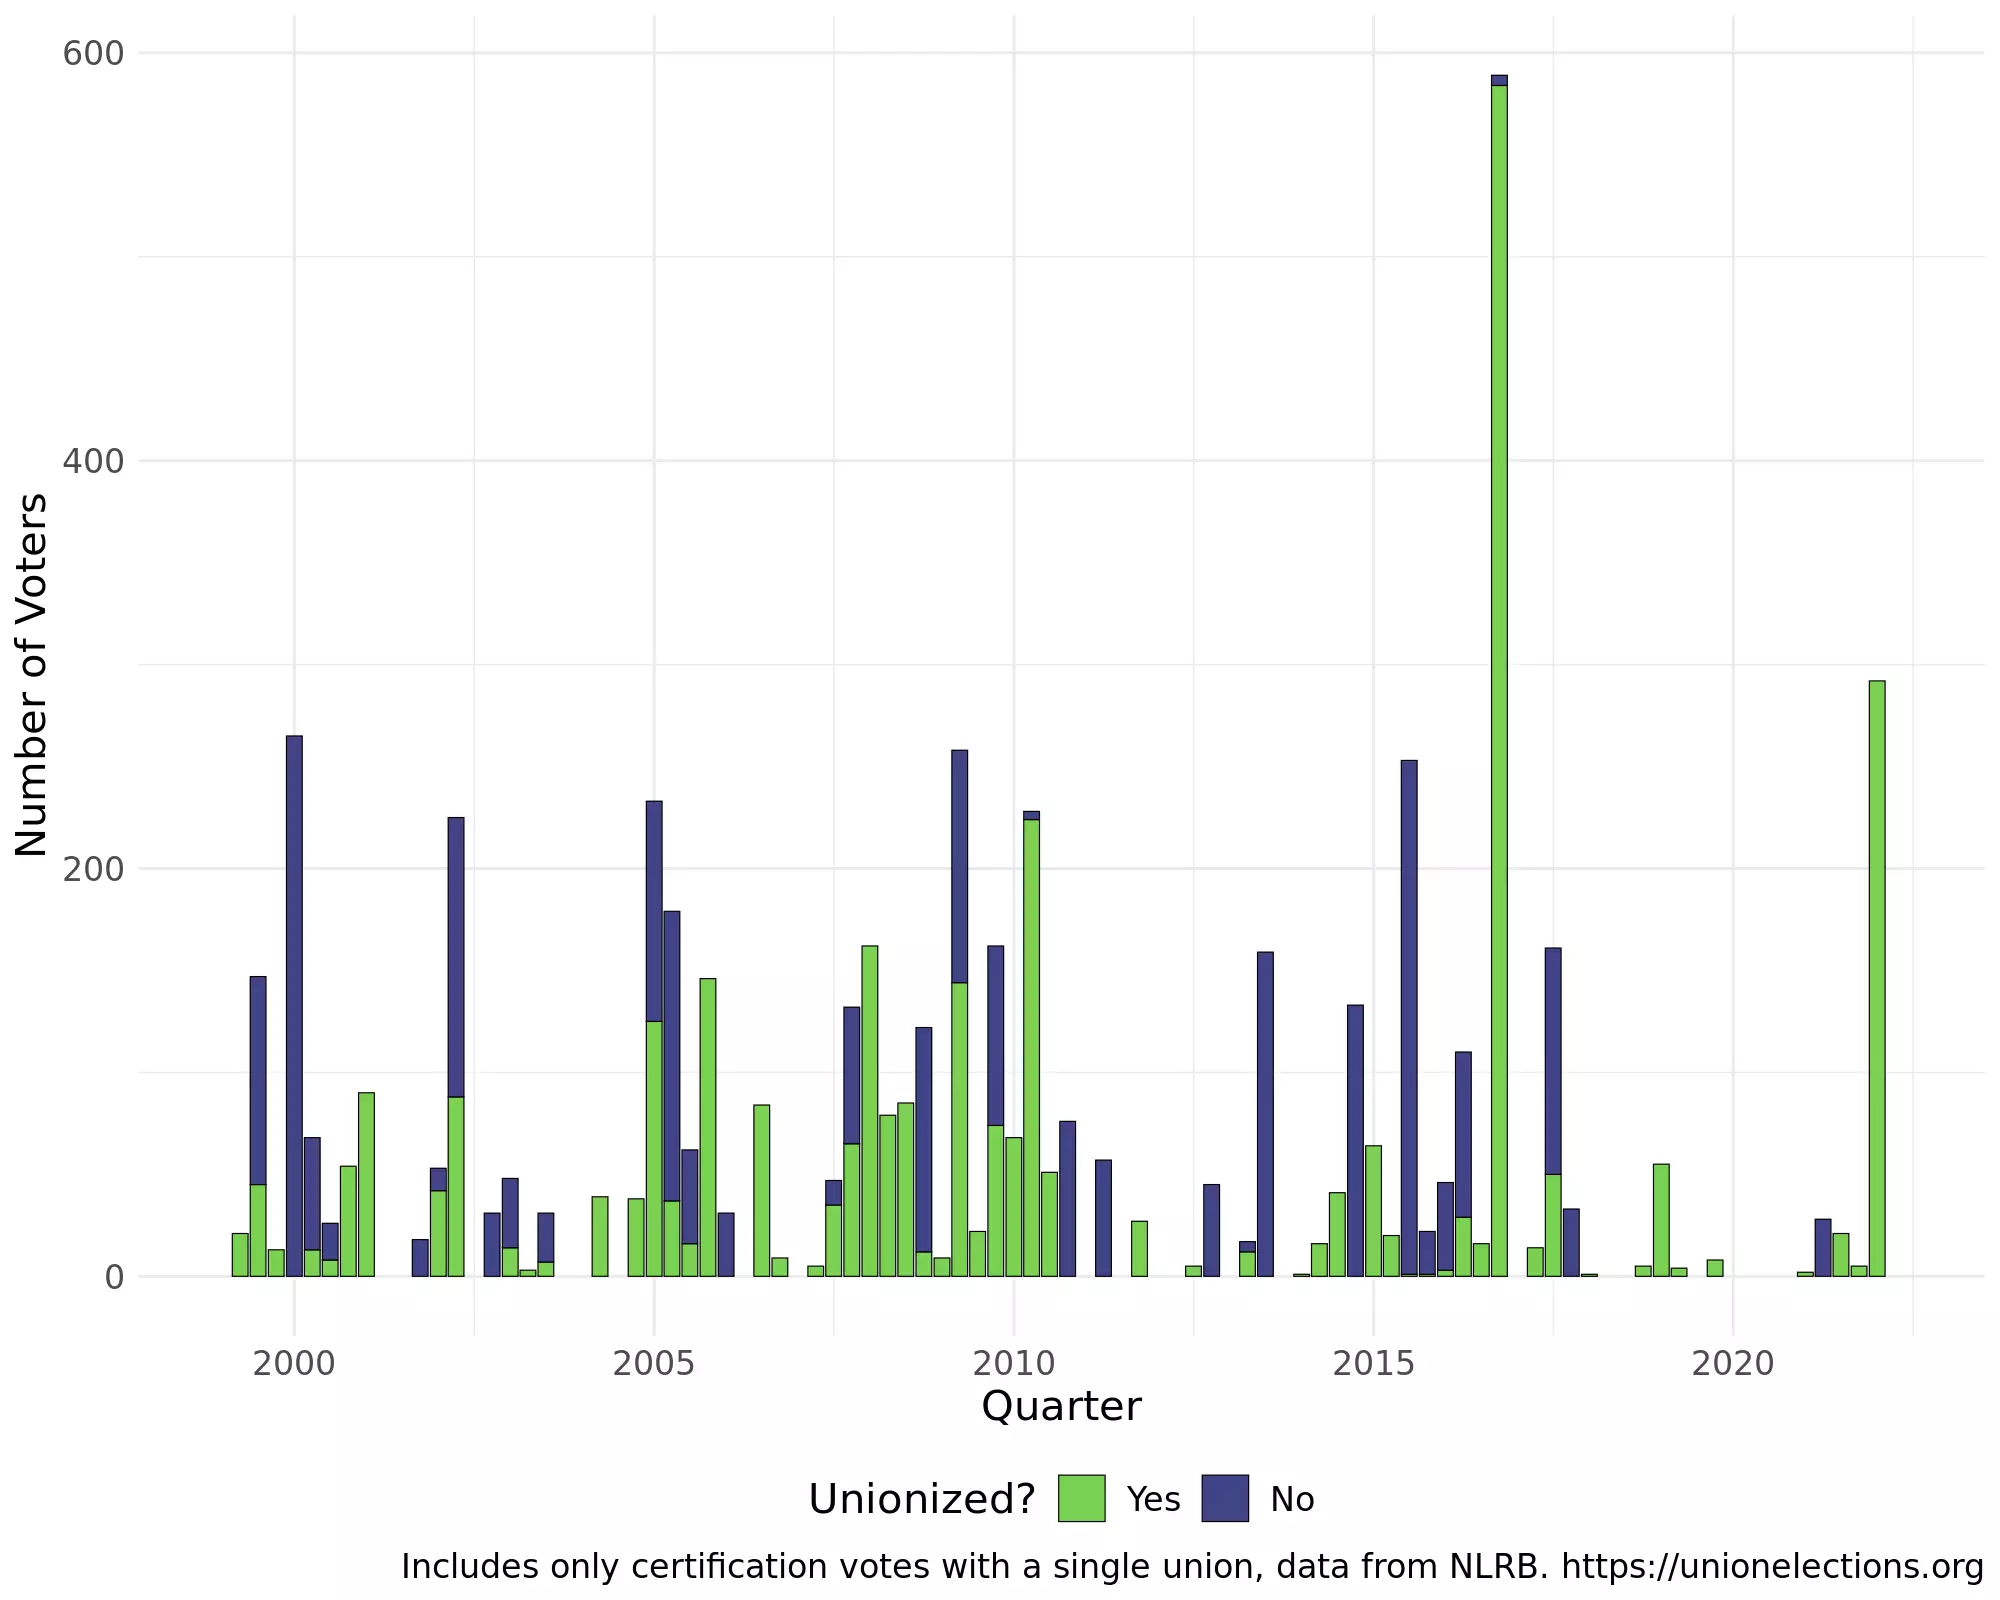 600
400
200
0
Number of Voters
2000 2005 2010 2015 2020
Quarter
Unionized? Yes No
Includes only certification votes with a single union, data from NLRB. https://unionelections.org